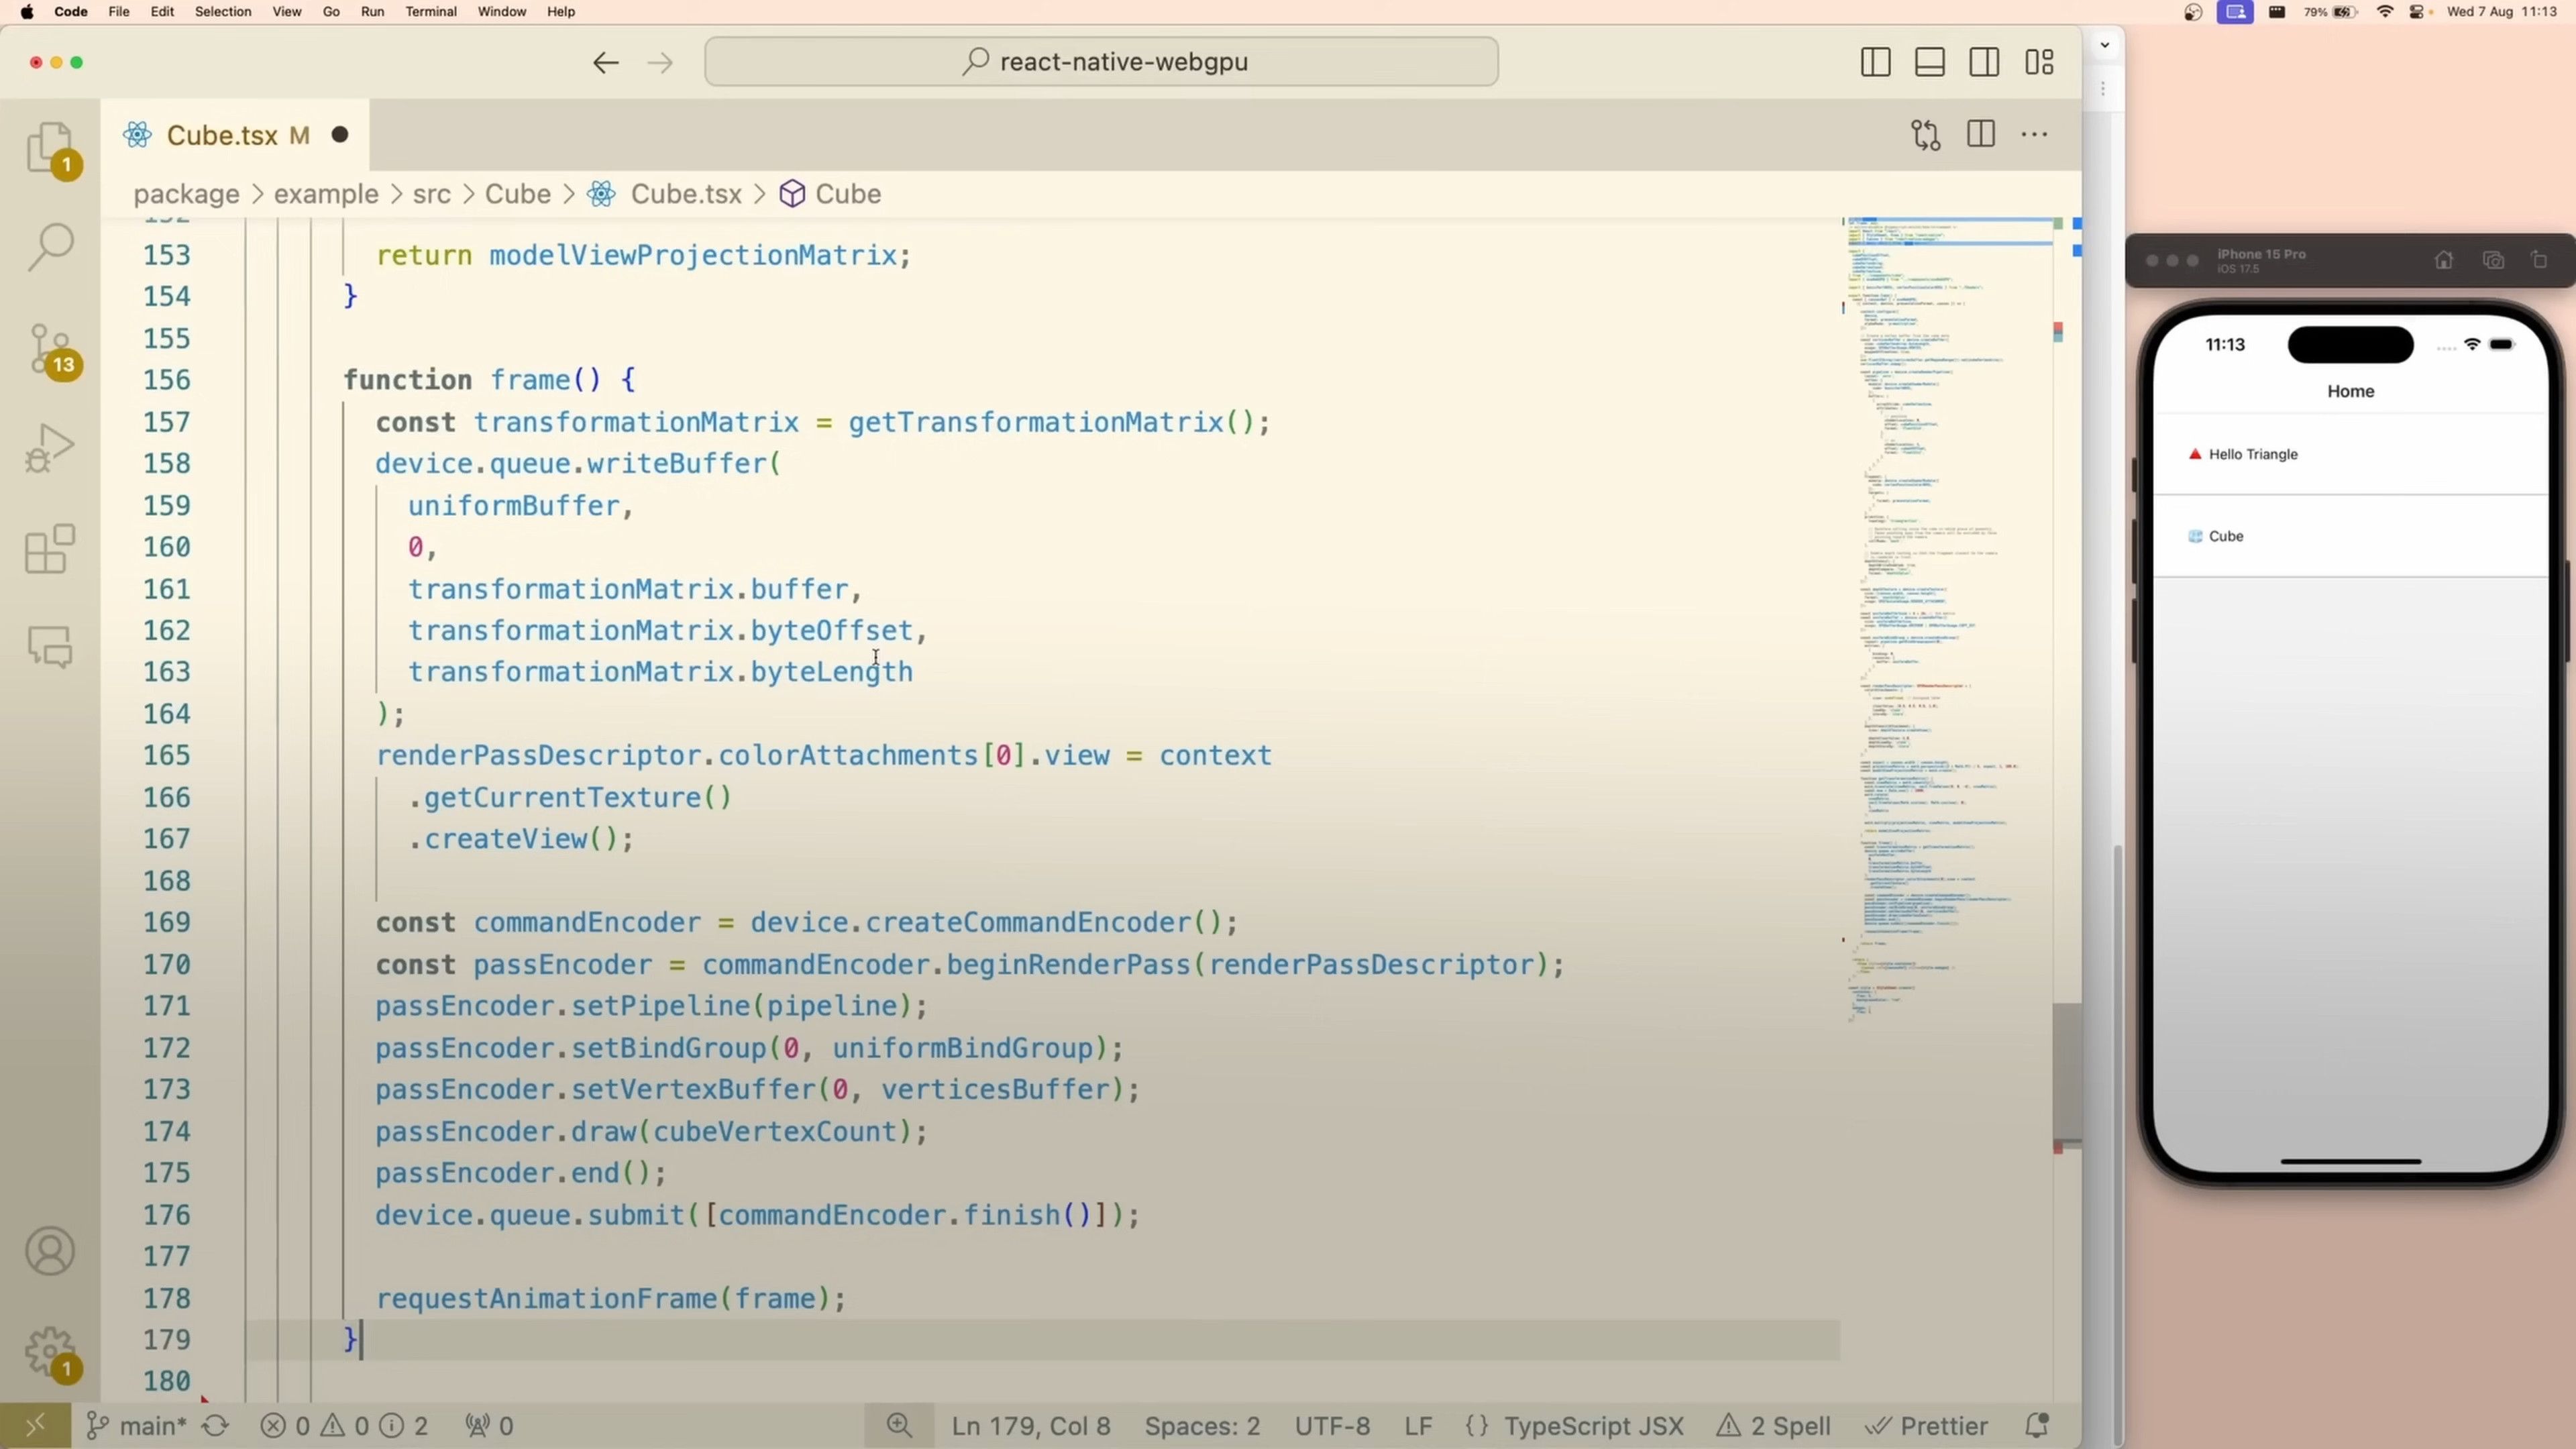 Code File Edit Selection View Go Run Terminal Window Help
79% Wed 7 Aug 11:13
react-native-webgpu
Cube.tsx M
package > example > src > Cube > Cube.tsx > Cube
153 return modelViewProjectionMatrix;
154 }
155
156 function frame() {
157 const transformationMatrix = getTransformationMatrix();
158 device.queue.writeBuffer(
159 uniformBuffer,
160 0,
161 transformationMatrix.buffer,
162 transformationMatrix.byteOffset,
163 transformationMatrix.byteLength
164 );
165 renderPassDescriptor.colorAttachments[0].view = context
166 .getCurrentTexture()
167 .createView();
168
169 const commandEncoder = device.createCommandEncoder();
170 const passEncoder = commandEncoder.beginRenderPass(renderPassDescriptor);
171 passEncoder.setPipeline(pipeline);
172 passEncoder.setBindGroup(0, uniformBindGroup);
173 passEncoder.setVertexBuffer(0, verticesBuffer);
174 passEncoder.draw(cubeVertexCount);
175 passEncoder.end();
176 device.queue.submit([commandEncoder.finish()]);
177
178 requestAnimationFrame(frame);
179 }
180
1
13
1
main* 0 0 2 0 Ln 179, Col 8 Spaces: 2 UTF-8 LF {} TypeScript JSX 2 Spell Prettier
iPhone 15 Pro
iOS 17.5
11:13
Home
Hello Triangle
Cube